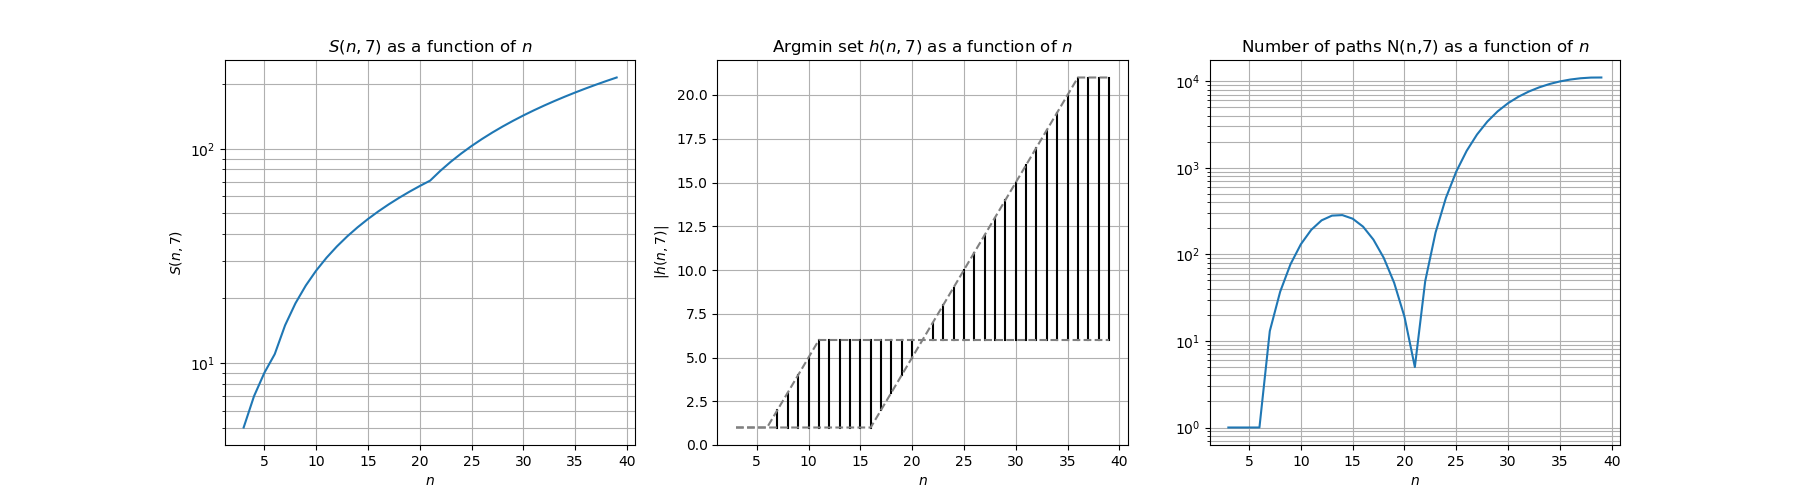 S(n, 7) as a function of n
S(n, 7)
10²
10¹
5 10 15 20 25 30 35 40
n
Argmin set h(n, 7) as a function of n
|h(n, 7)|
20.0
17.5
15.0
12.5
10.0
7.5
5.0
2.5
0.0
5 10 15 20 25 30 35 40
n
Number of paths N(n,7) as a function of n
10⁴
10³
10²
10¹
10⁰
5 10 15 20 25 30 35 40
n